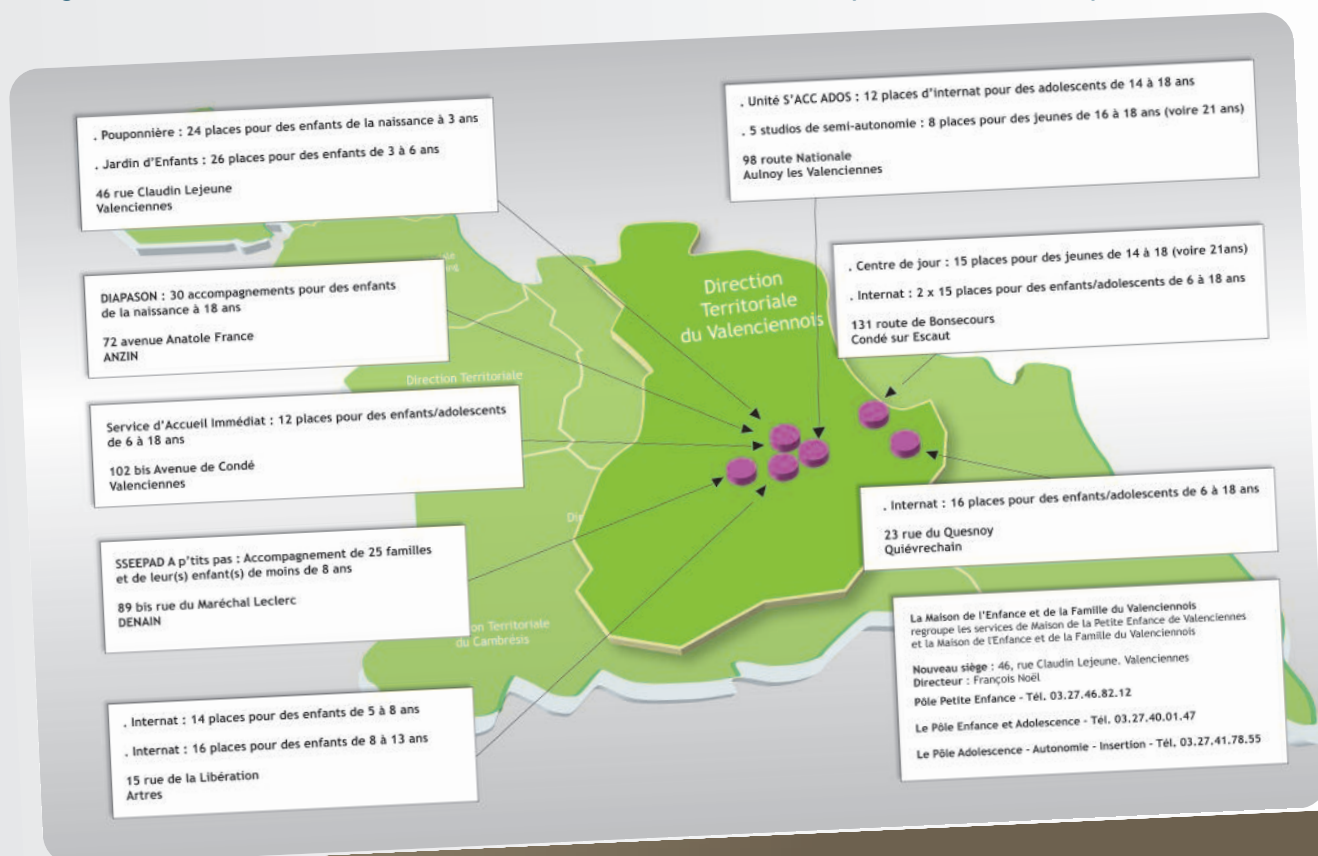 . Pouponnière : 24 places pour des enfants de la naissance à 3 ans
. Jardin d'Enfants : 26 places pour des enfants de 3 à 6 ans
46 rue Claudin Lejeune
Valenciennes
DIAPASON : 30 accompagnements pour des enfants
de la naissance à 18 ans
72 avenue Anatole France
ANZIN
Service d'Accueil Immédiat : 12 places pour des enfants/adolescents
de 6 à 18 ans
102 bis Avenue de Condé
Valenciennes
SSEEPAD A p'tits pas : Accompagnement de 25 familles
et de leur(s) enfant(s) de moins de 8 ans
89 bis rue du Maréchal Leclerc
DENAIN
. Internat : 14 places pour des enfants de 5 à 8 ans
. Internat : 16 places pour des enfants de 8 à 13 ans
15 rue de la Libération
Artres
Direction Territoriale
Territoriale
du Cambrésis
Direction
Territoriale
du Valenciennois
. Unité S'ACC ADOS : 12 places d'internat pour des adolescents de 14 à 18 ans
. 5 studios de semi-autonomie : 8 places pour des jeunes de 16 à 18 ans (voire 21 ans)
98 route Nationale
Aulnoy les Valenciennes
. Centre de jour : 15 places pour des jeunes de 14 à 18 (voire 21ans)
. Internat : 2 x 15 places pour des enfants/adolescents de 6 à 18 ans
131 route de Bonsecours
Condé sur Escaut
. Internat : 16 places pour des enfants/adolescents de 6 à 18 ans
23 rue du Quesnoy
Quiévrechain
La Maison de l'Enfance et de la Famille du Valenciennois
regroupe les services de Maison de la Petite Enfance de Valenciennes
et la Maison de l'Enfance et de la Famille du Valenciennois
Nouveau siège : 46, rue Claudin Lejeune. Valenciennes
Directeur : François Noël
Pôle Petite Enfance - Tél. 03.27.46.82.12
Le Pôle Enfance et Adolescence - Tél. 03.27.40.01.47
Le Pôle Adolescence - Autonomie - Insertion - Tél. 03.27.41.78.55